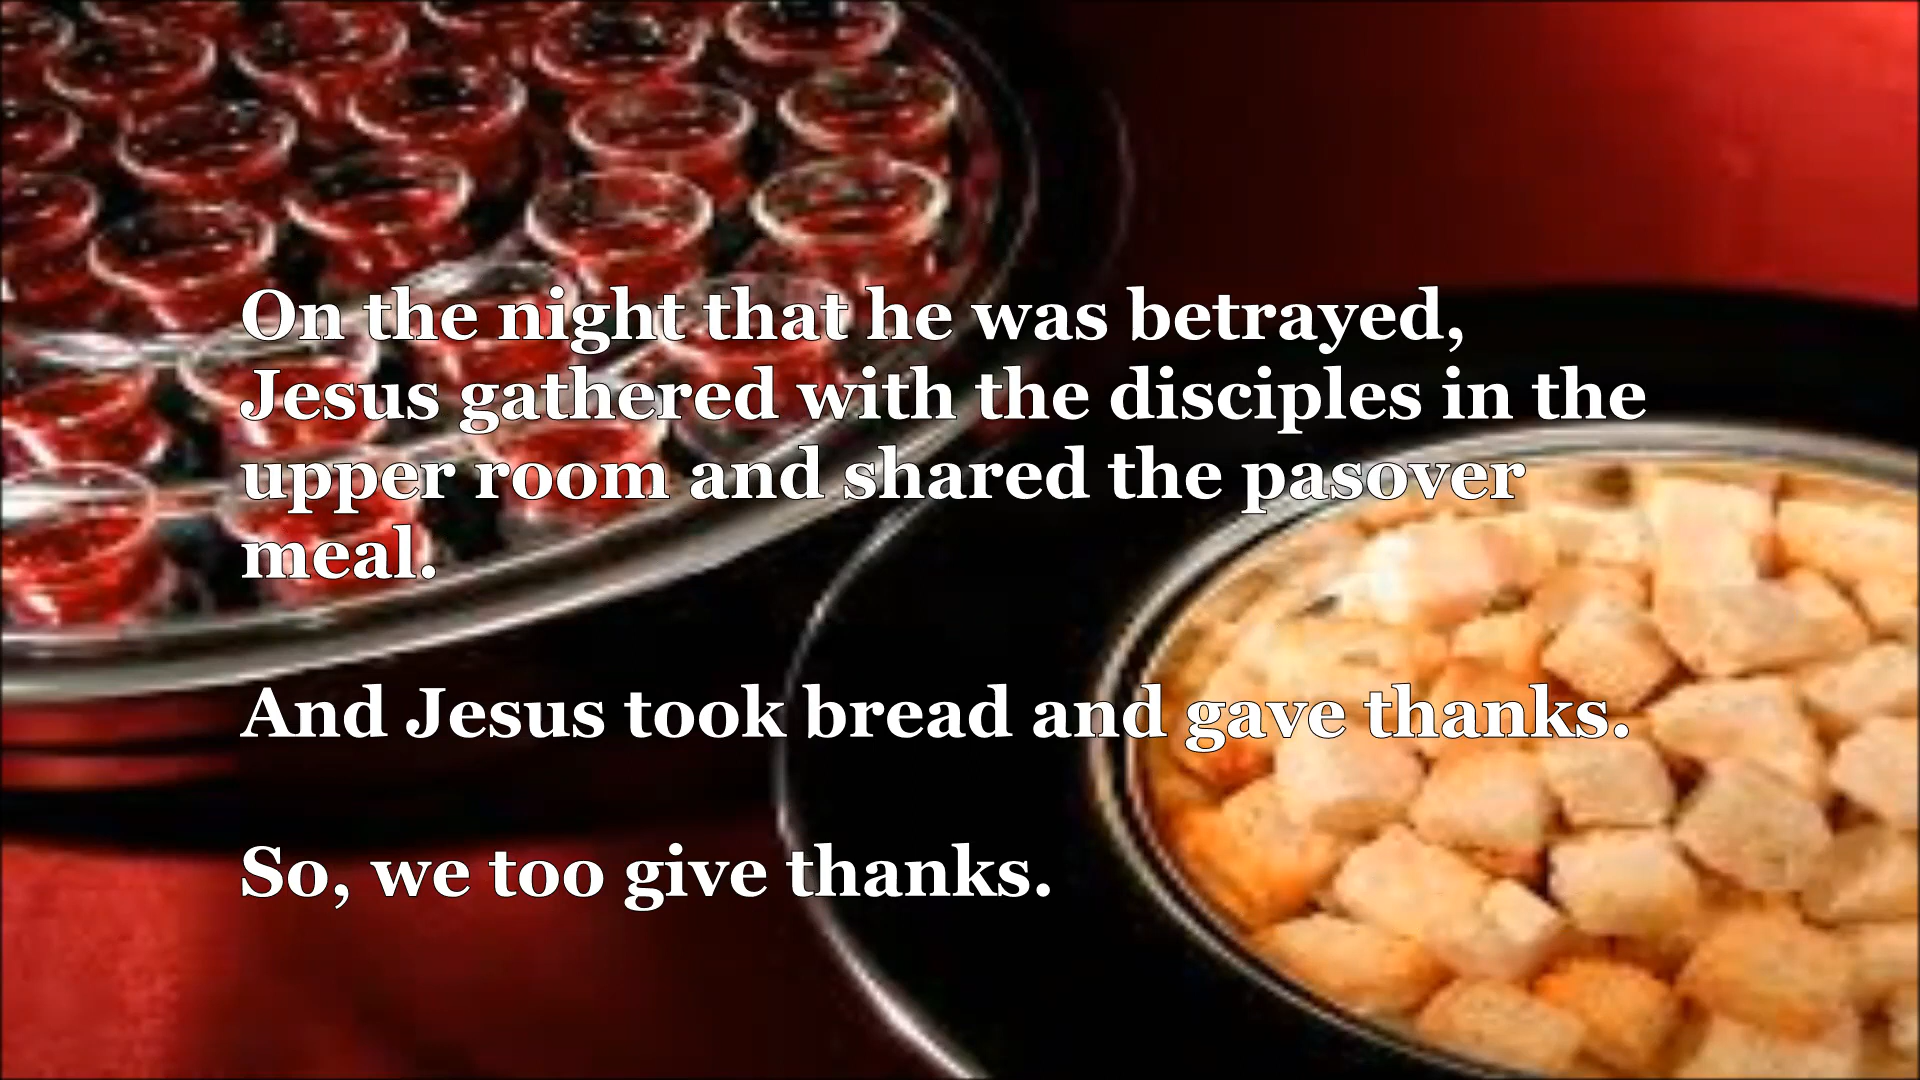 On the night that he was betrayed,
Jesus gathered with the disciples in the
upper room and shared the pasover
meal.
And Jesus took bread and gave thanks.
So, we too give thanks.